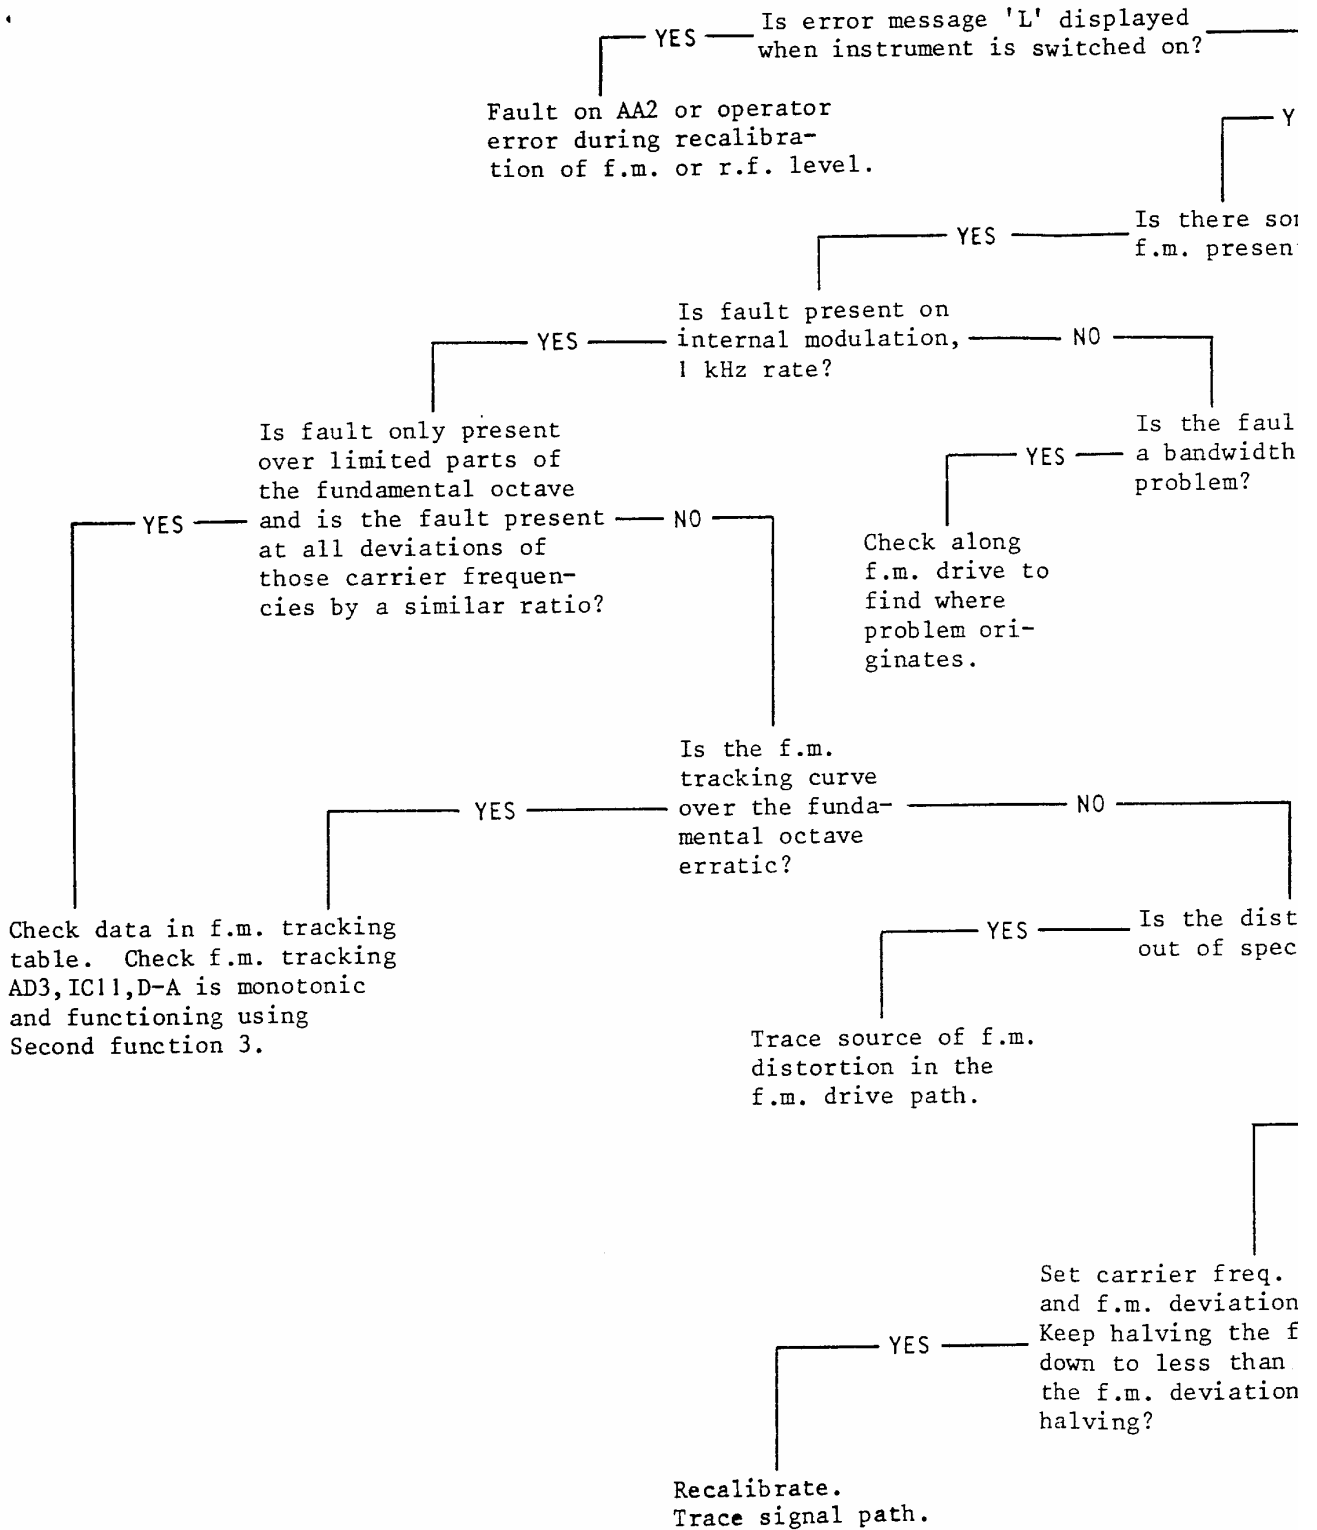 Is error message 'L' displayed
YES
when instrument is switched on?
Fault on AA2 or operator
error during recalibra-
tion of f.m. or r.f. level.
Y
Is there
YES
f.m.
Is fault present on
YES
internal modulation,
NO
1 kHz rate?
Is the
YES
a bandwidth
problem?
Is fault only present
over limited parts of
the fundamental octave
YES
and is the fault present
NO
at all deviations of
those carrier frequen-
cies by a similar ratio?
Check along
f.m. drive to
find where
problem ori-
ginates.
Is the f.m.
tracking curve
YES
over the funda-
NO
mental octave
erratic?
Check data in f.m. tracking
table. Check f.m. tracking
AD3,IC11,D-A is monotonic
and functioning using
Second function 3.
Is the
YES
out of spec
Trace source of f.m.
distortion in the
f.m. drive path.
Set carrier freq.
and f.m. deviation
Keep halving the
YES
down to less than
the f.m. deviation
halving?
Recalibrate.
Trace signal path.